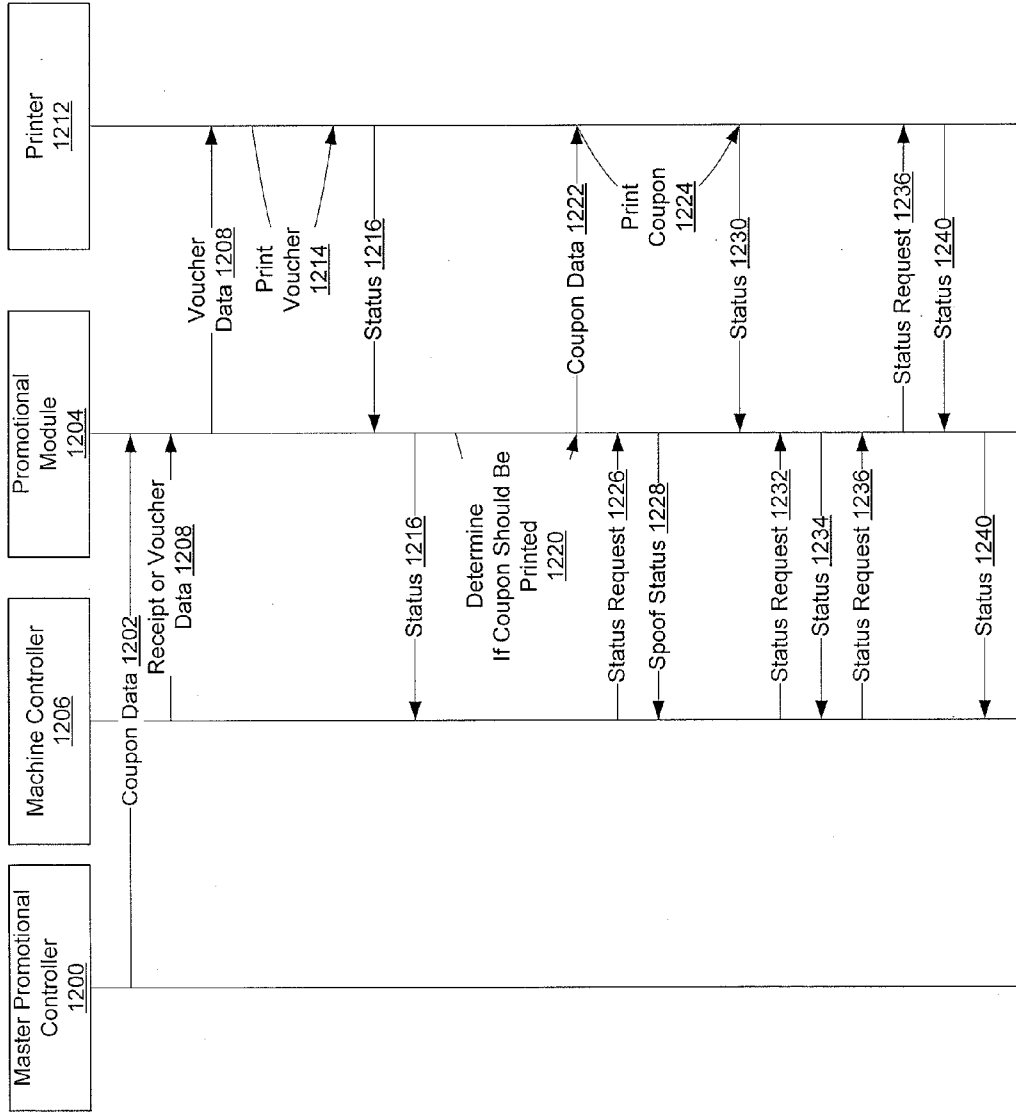 Master Promotional
Controller
1200
Machine Controller
1206
Promotional
Module
1204
Printer
1212
Coupon Data 1202
Receipt or Voucher
Data 1208
Voucher
Data 1208
Print
Voucher
1214
Status 1216
Status 1216
Determine
If Coupon Should Be
Printed
1220
Coupon Data 1222
Print
Coupon
1224
Status Request 1226
Spoof Status 1228
Status 1230
Status Request 1232
Status 1234
Status Request 1236
Status Request 1236
Status 1240
Status 1240